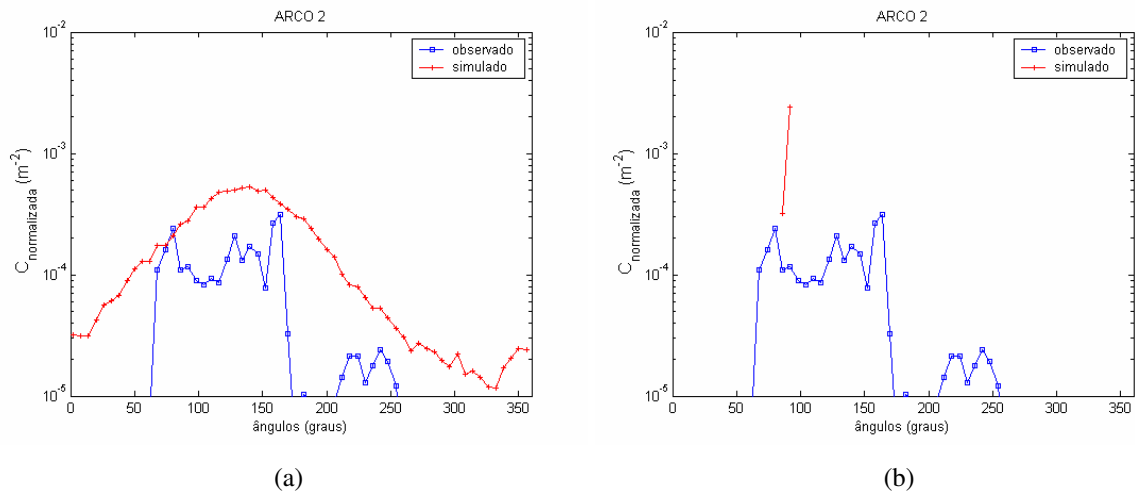 ARCO 2
observado
simulado
C_normalizada (m^-2)
10^-2
10^-3
10^-4
10^-5
0 50 100 150 200 250 300 350
ângulos (graus)
(a)
ARCO 2
observado
simulado
C_normalizada (m^-2)
10^-2
10^-3
10^-4
10^-5
0 50 100 150 200 250 300 350
ângulos (graus)
(b)